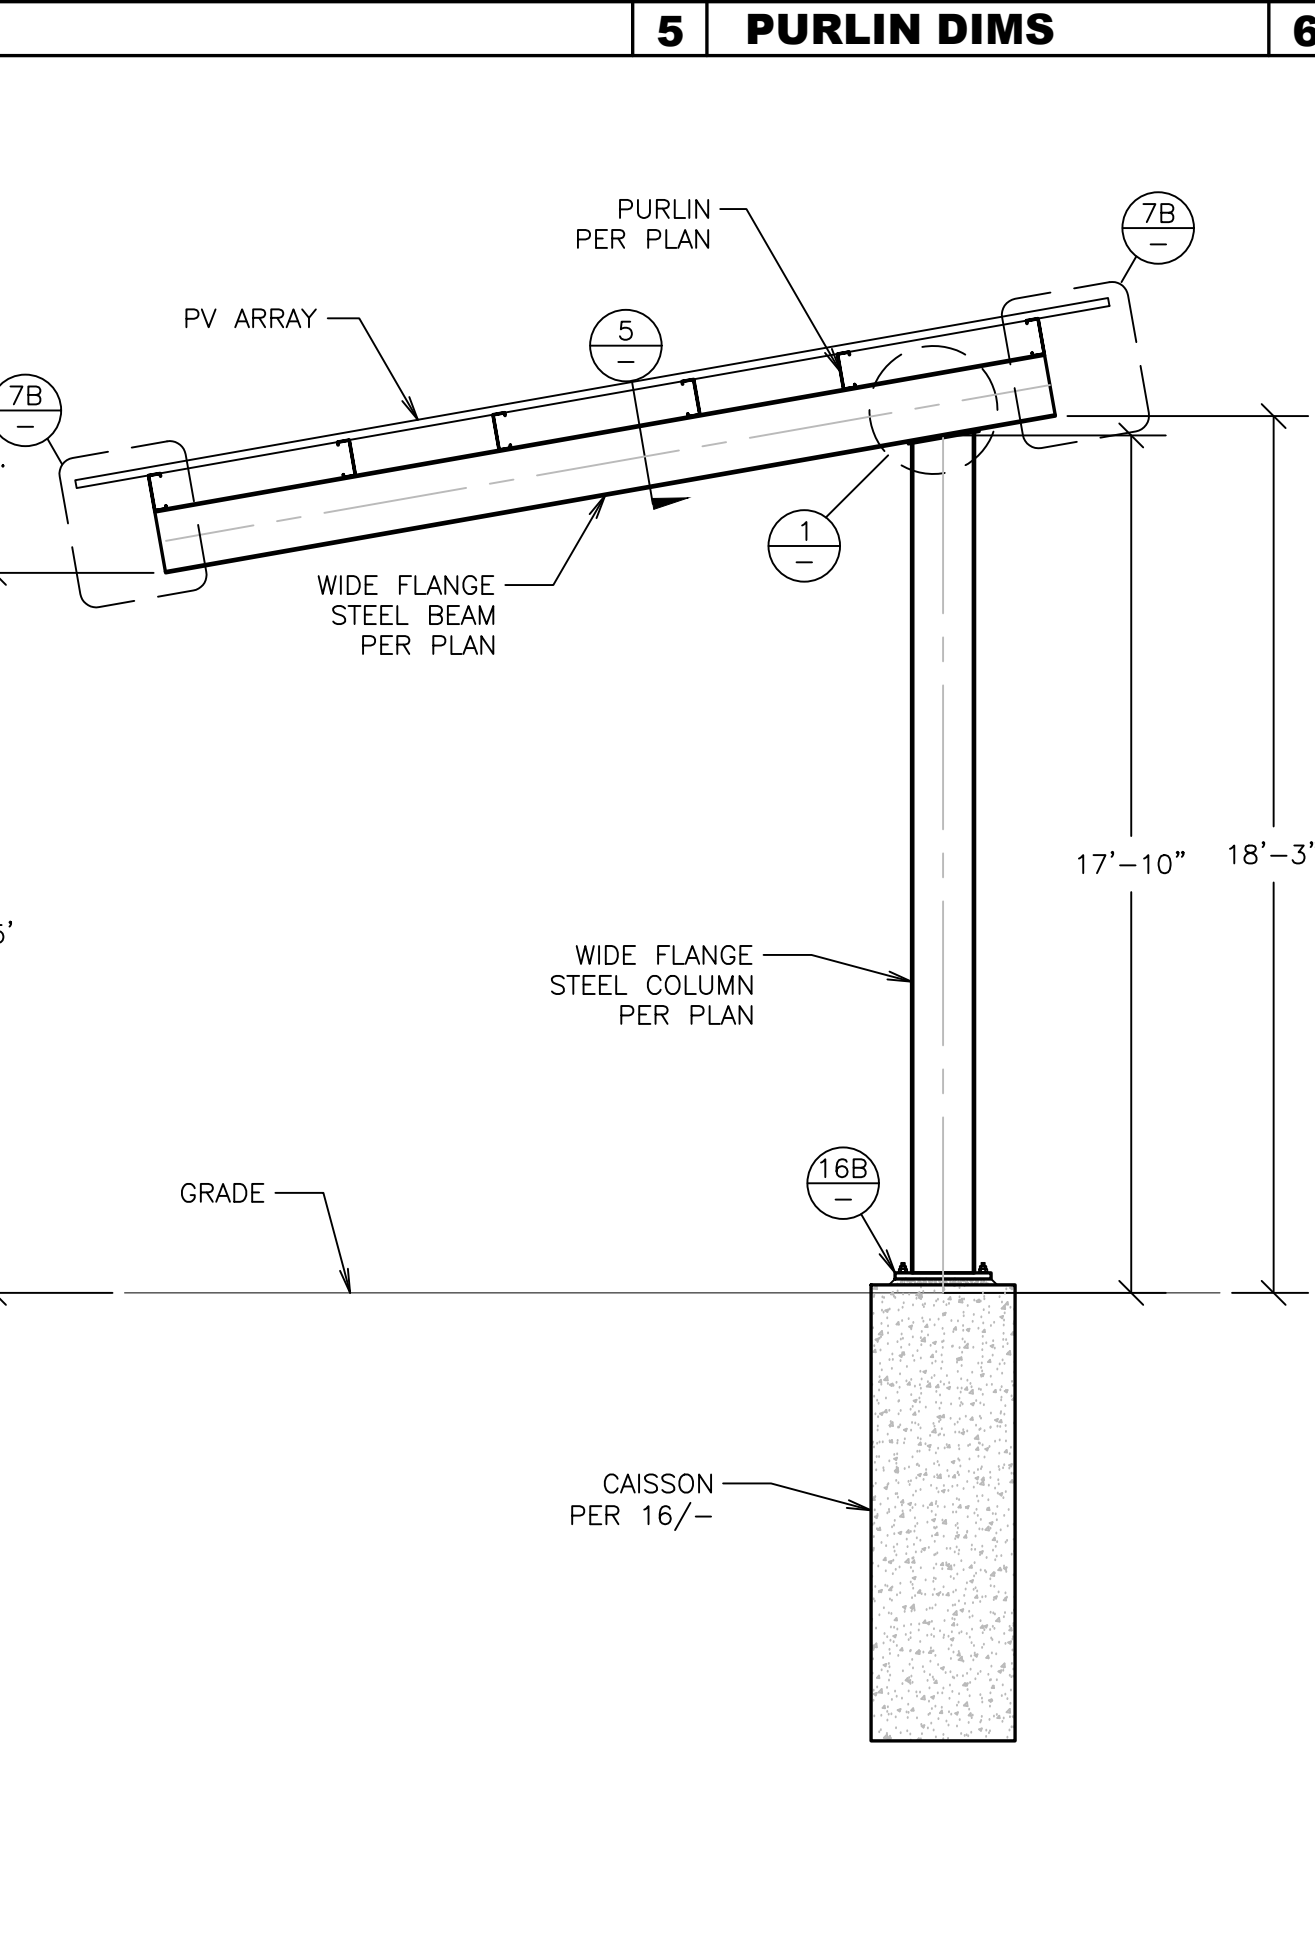 5 PURLIN DIMS 6
PURLIN
PER PLAN
7B
–
PV ARRAY
5
–
7B
–
1
–
WIDE FLANGE
STEEL BEAM
PER PLAN
17'–10" 18'–3'
WIDE FLANGE
STEEL COLUMN
PER PLAN
16B
–
GRADE
CAISSON
PER 16/–